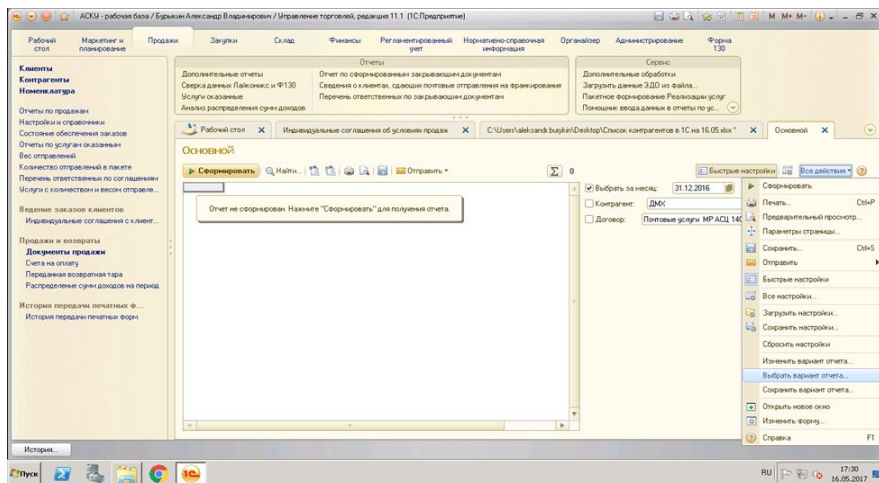 АСКУ - рабочая база / Бурыкин Александр Владимирович / Управление торговлей, редакция 11.1 (1С:Предприятие)
M M+ M-
Рабочий стол
Маркетинг и планирование
Продажи
Закупки
Склад
Финансы
Регламентированный учет
Нормативно-справочная информация
Органайзер
Администрирование
Форма 130
Клиенты
Контрагенты
Номенклатура
Отчеты по продажам
Настройки и справочники
Состояние обеспечения заказов
Отчеты по услугам оказанным
Вес отправлений
Количество отправлений в пакете
Перечень ответственных по соглашениям
Услуги с количеством и весом отправле...
Ведение заказов клиентов
Индивидуальные соглашения с клиент...
Продажи и возвраты
Документы продажи
Счета на оплату
Переданная возвратная тара
Распределение сумм доходов на период
История передачи печатных ф...
История передачи печатных форм
Отчеты
Дополнительные отчеты
Сверка данных Лайконикс и Ф130
Услуги оказанные
Анализ распределения сумм доходов
Отчет по сформированным закрывающим документам
Сведения о клиентах, сдающих почтовые отправления на франкирование
Перечень ответственных по закрывающим документам
Сервис
Дополнительные обработки
Загрузить данные ЭДО из файла...
Пакетное формирование Реализации услуг
Помощник ввода данных в отчеты по ус...
Рабочий стол
Индивидуальные соглашения об условиях продаж
C:\Users\aleksandr.burykin\Desktop\Список контрагентов в 1С на 16.05.xlsx *
Основной
Основной
Сформировать
Найти...
Отправить
Σ 0
Быстрые настройки
Все действия
Отчет не сформирован. Нажмите "Сформировать" для получения отчета.
Выбрать за месяц: 31.12.2016
Контрагент: ДМХ
Договор: Почтовые услуги МР АСЦ 140
Сформировать
Печать... Ctrl+P
Предварительный просмотр...
Параметры страницы...
Сохранить... Ctrl+S
Отправить
Быстрые настройки
Все настройки...
Загрузить настройки...
Сохранить настройки...
Сбросить настройки
Изменить вариант отчета...
Выбрать вариант отчета...
Сохранить вариант отчета...
Открыть новое окно
Изменить форму...
Справка F1
История...
Пуск
RU
17:30
16.05.2017